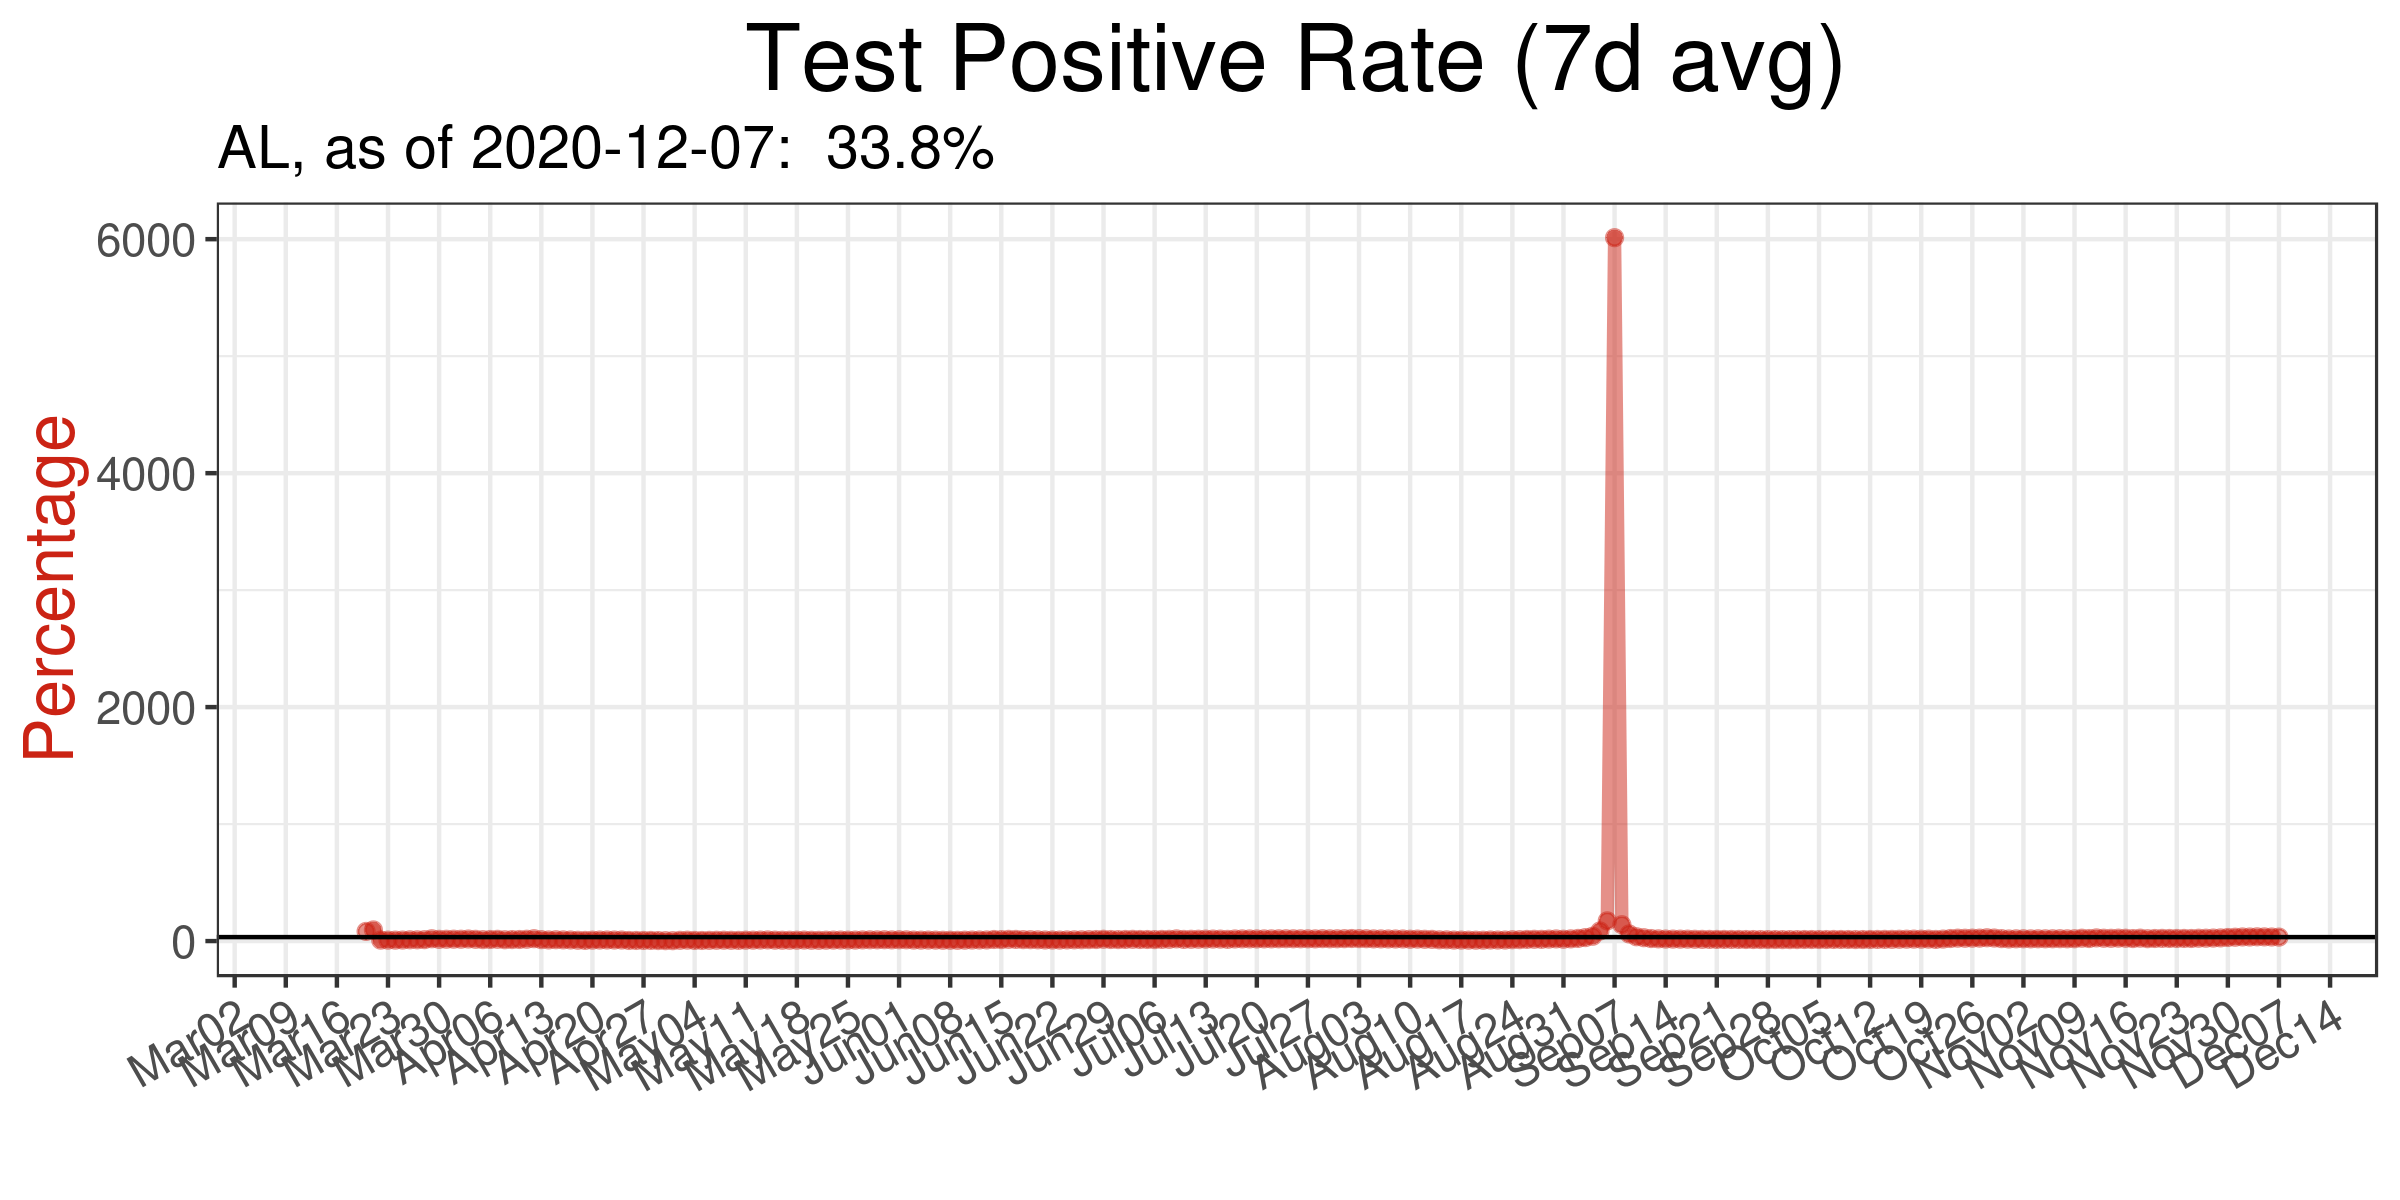 Test Positive Rate (7d avg)
AL, as of 2020-12-07:  33.8%
Percentage
6000
4000
2000
0
Mar02
Mar09
Mar16
Mar23
Mar30
Apr06
Apr13
Apr20
Apr27
May04
May11
May18
May25
Jun01
Jun08
Jun15
Jun22
Jun29
Jul06
Jul13
Jul20
Jul27
Aug03
Aug10
Aug17
Aug24
Aug31
Sep07
Sep14
Sep21
Sep28
Oct05
Oct12
Oct19
Oct26
Nov02
Nov09
Nov16
Nov23
Nov30
Dec07
Dec14